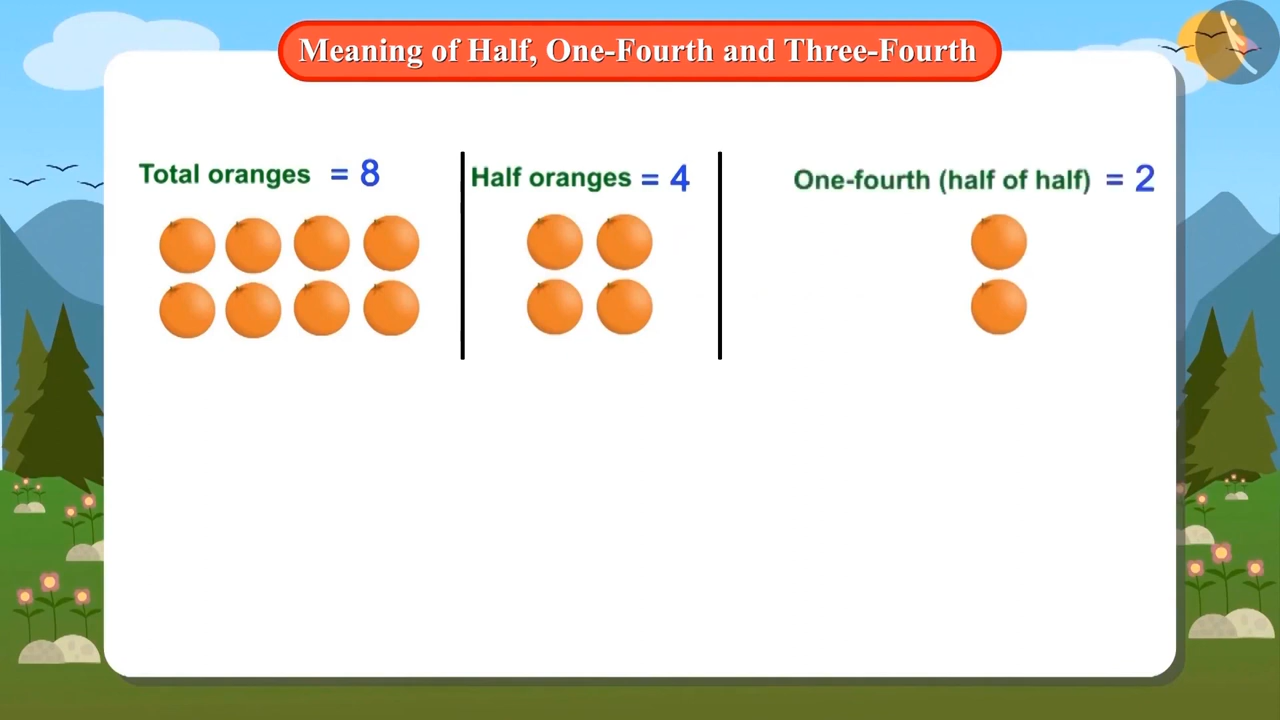 Meaning of Half, One-Fourth and Three-Fourth
Total oranges = 8
Half oranges = 4
One-fourth (half of half) = 2